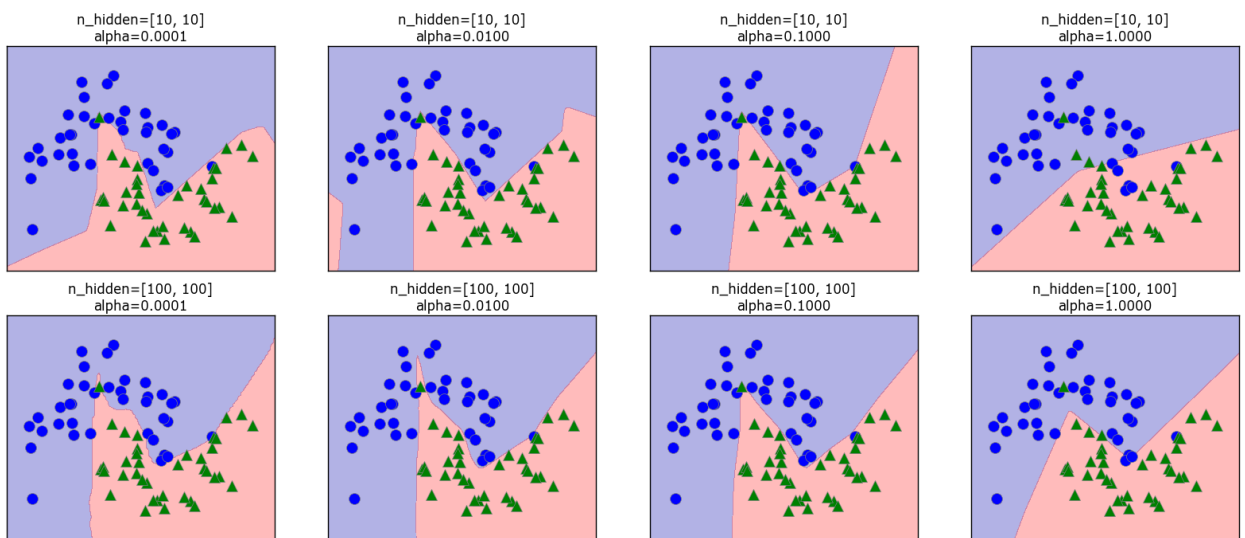 n_hidden=[10, 10]
alpha=0.0001
n_hidden=[10, 10]
alpha=0.0100
n_hidden=[10, 10]
alpha=0.1000
n_hidden=[10, 10]
alpha=1.0000
n_hidden=[100, 100]
alpha=0.0001
n_hidden=[100, 100]
alpha=0.0100
n_hidden=[100, 100]
alpha=0.1000
n_hidden=[100, 100]
alpha=1.0000